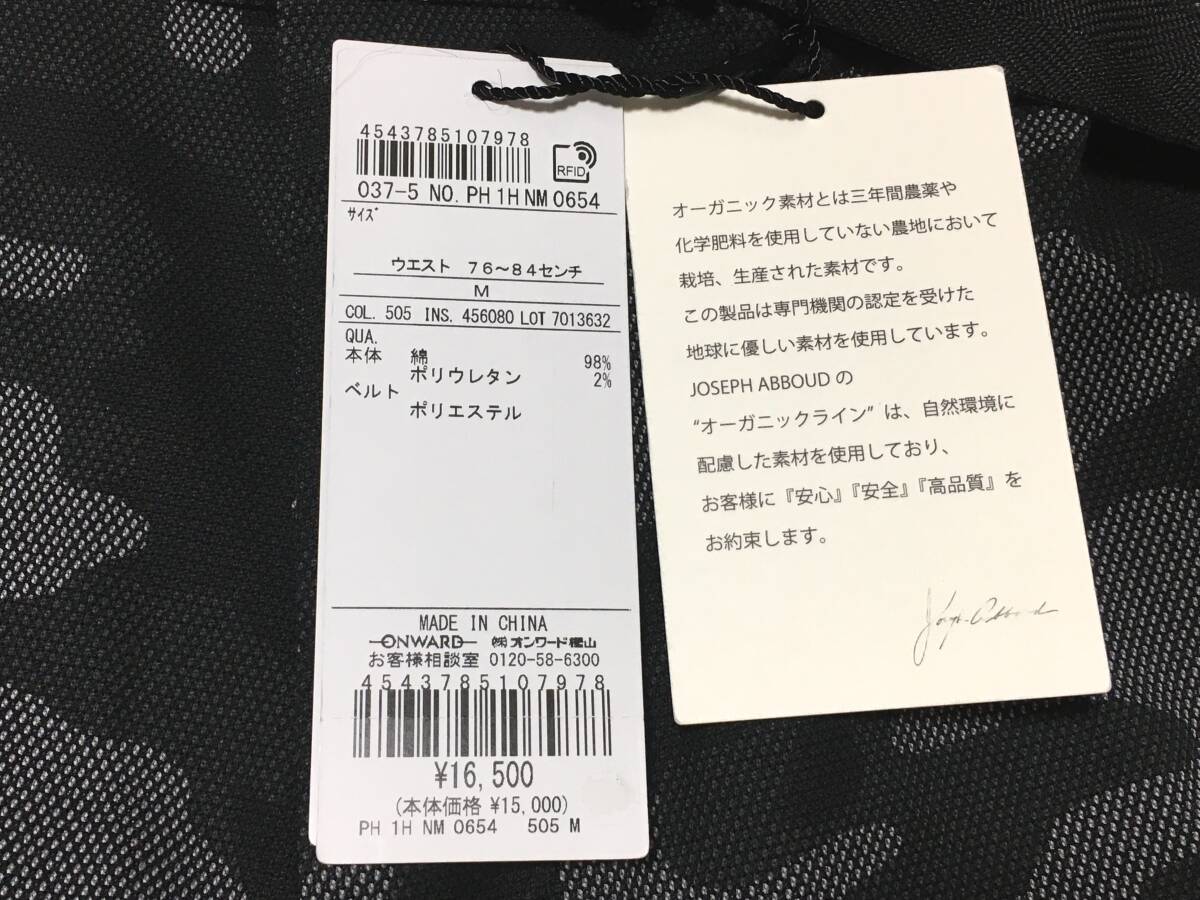 4543785107978
RFID
037-5 NO. PH 1H NM 0654
ｻｲｽﾞ
ウエスト 76～84センチ
M
COL. 505 INS. 456080 LOT 7013632
QUA.
本体 綿 98%
ポリウレタン 2%
ベルト
ポリエステル
MADE IN CHINA
ONWARD ㈱オンワード樫山
お客様相談室 0120-58-6300
4543785107978
¥16,500
(本体価格 ¥15,000)
PH 1H NM 0654 505 M
オーガニック素材とは三年間農薬や
化学肥料を使用していない農地において
栽培、生産された素材です。
この製品は専門機関の認定を受けた
地球に優しい素材を使用しています。
JOSEPH ABBOUD の
“オーガニックライン” は、自然環境に
配慮した素材を使用しており、
お客様に『安心』『安全』『高品質』を
お約束します。
Joseph Abboud